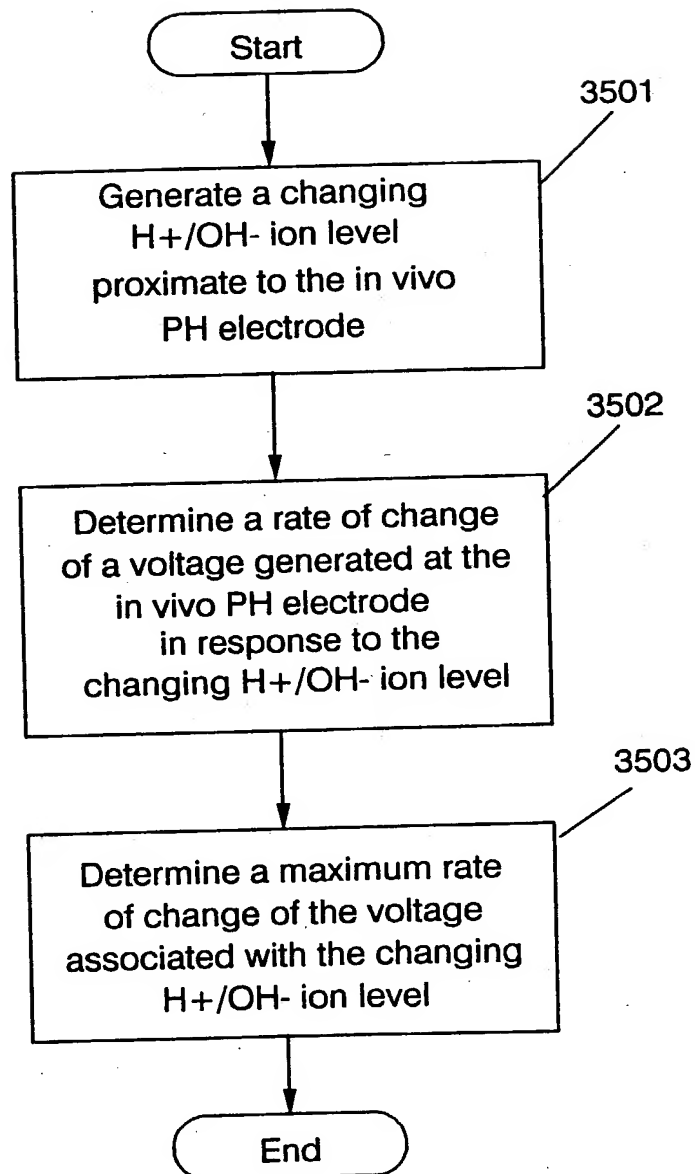 Start
3501
Generate a changing
H+/OH- ion level
proximate to the in vivo
PH electrode
3502
Determine a rate of change
of a voltage generated at the
in vivo PH electrode
in response to the
changing H+/OH- ion level
3503
Determine a maximum rate
of change of the voltage
associated with the changing
H+/OH- ion level
End